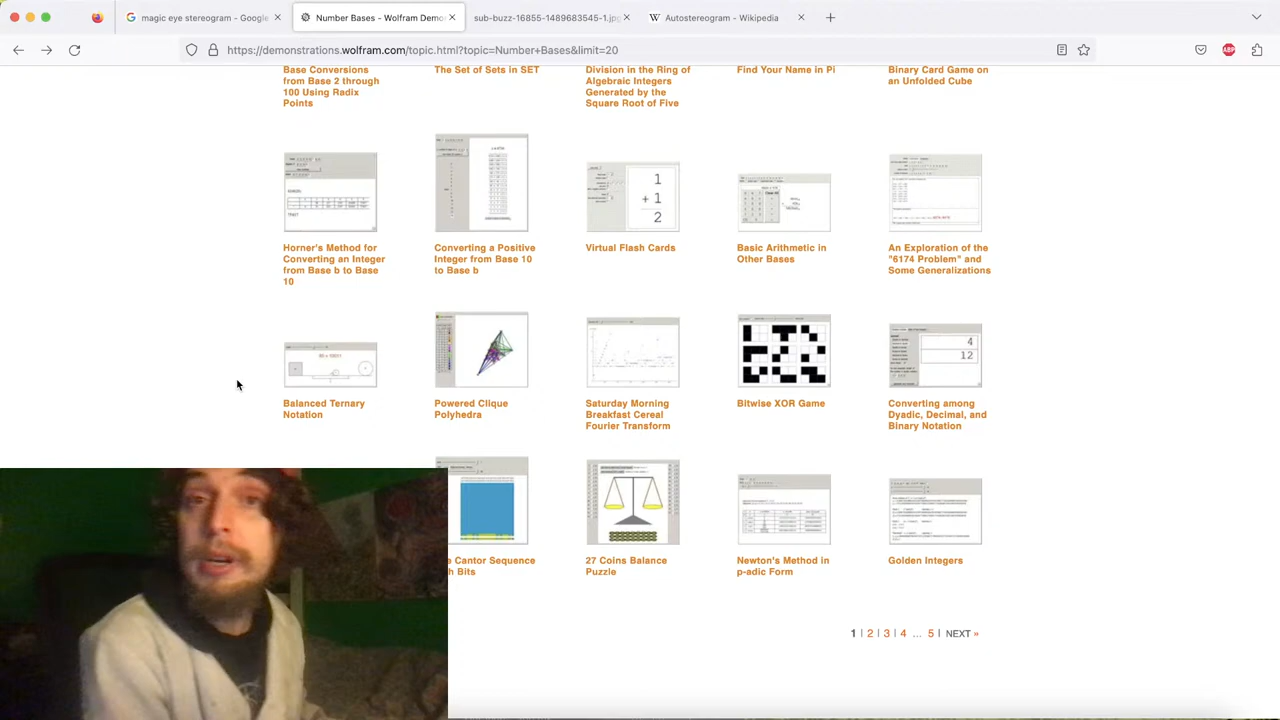 magic eye stereogram - Google
Number Bases - Wolfram Demo
sub-buzz-16855-1489683545-1.jpg
W Autostereogram - Wikipedia
https://demonstrations.wolfram.com/topic.html?topic=Number+Bases&limit=20
ABP
Base Conversions
from Base 2 through
100 Using Radix
Points
The Set of Sets in SET
Division in the Ring of
Algebraic Integers
Generated by the
Square Root of Five
Find Your Name in Pi
Binary Card Game on
an Unfolded Cube
1
+ 1
2
Horner's Method for
Converting an Integer
from Base b to Base
10
Converting a Positive
Integer from Base 10
to Base b
Virtual Flash Cards
Basic Arithmetic in
Other Bases
An Exploration of the
"6174 Problem" and
Some Generalizations
4
12
Balanced Ternary
Notation
Powered Clique
Polyhedra
Saturday Morning
Breakfast Cereal
Fourier Transform
Bitwise XOR Game
Converting among
Dyadic, Decimal, and
Binary Notation
Cantor Sequence
Bits
27 Coins Balance
Puzzle
Newton's Method in
p-adic Form
Golden Integers
1 | 2 | 3 | 4 ... 5 | NEXT »